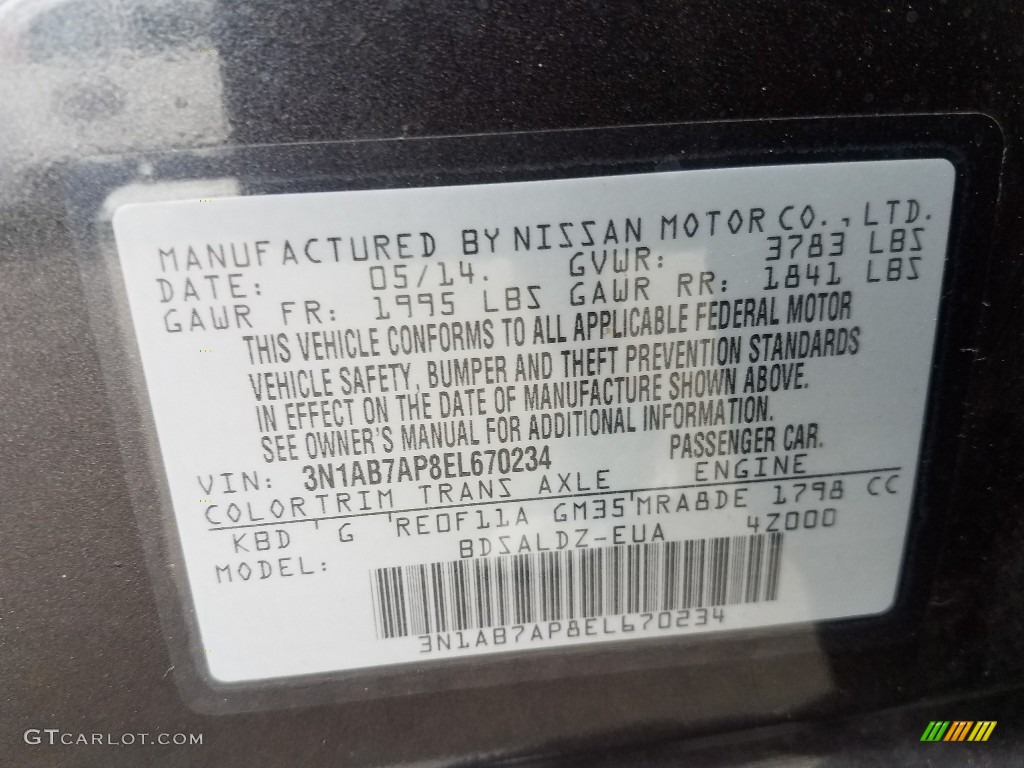 MANUFACTURED BY NISSAN MOTOR CO., LTD.
DATE: 05/14. GVWR: 3783 LBS
GAWR FR: 1995 LBS GAWR RR: 1841 LBS
THIS VEHICLE CONFORMS TO ALL APPLICABLE FEDERAL MOTOR
VEHICLE SAFETY, BUMPER AND THEFT PREVENTION STANDARDS
IN EFFECT ON THE DATE OF MANUFACTURE SHOWN ABOVE.
SEE OWNER'S MANUAL FOR ADDITIONAL INFORMATION.
VIN: 3N1AB7AP8EL670234 PASSENGER CAR.
COLOR TRIM TRANS AXLE ENGINE
KBD ' G 'RE0F11A GM35'MRA8DE 1798 CC
MODEL: BDSALDZ-EUA 4Z000
3N1AB7AP8EL670234
GTCARLOT.COM